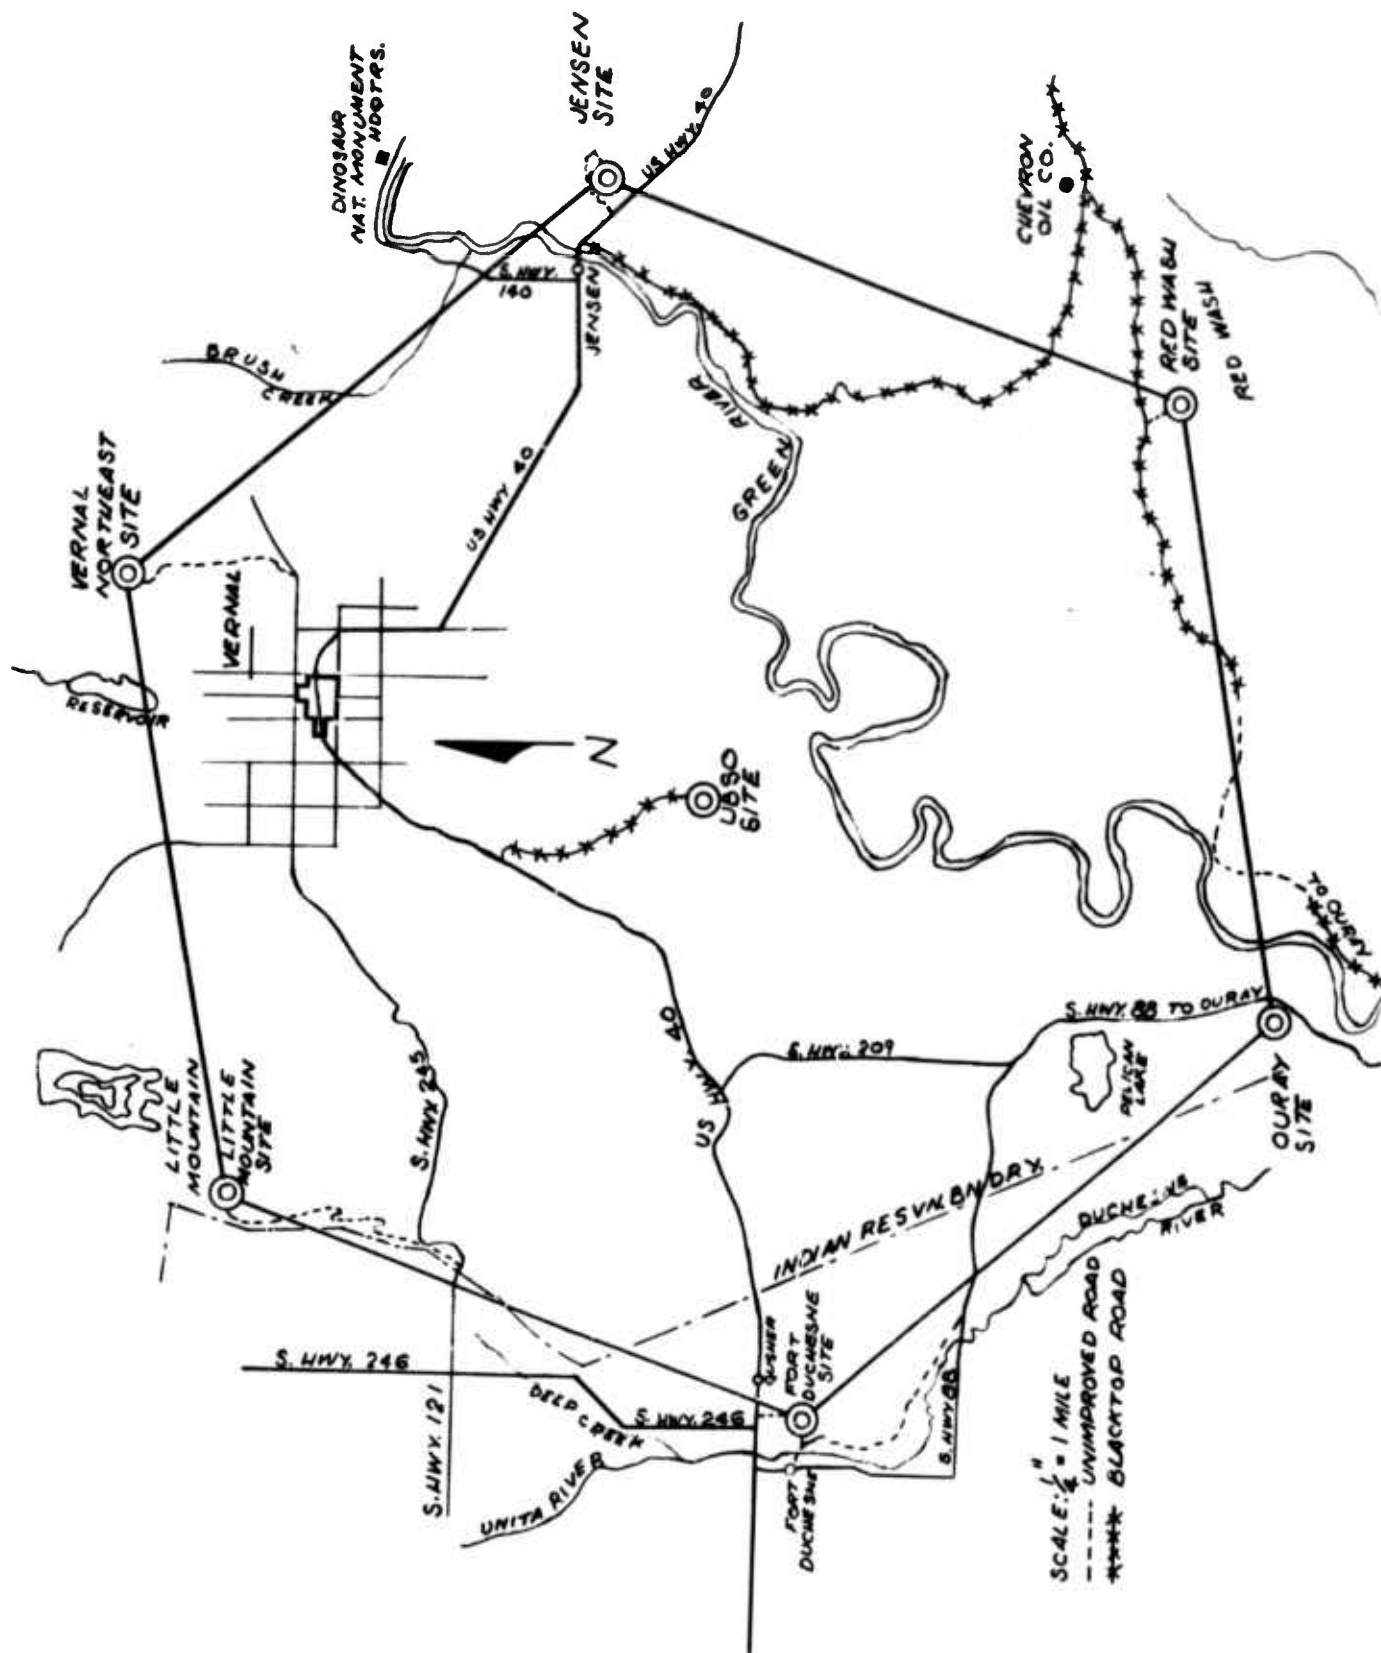 DINOSAUR
NAT. MONUMENT
HDQTRS.
JENSEN
SITE
US HWY. 40
S. HWY.
140
JENSEN
BRUSH
CREEK
US HWY 40
VERNAL
NORTHEAST
SITE
VERNAL
RESERVOIR
RIVER
GREEN
CHEVRON
OIL CO.
RED WASH
SITE
RED WASH
N
UBSO
SITE
TO OURAY
LITTLE
MOUNTAIN
LITTLE
MOUNTAIN
SITE
S. HWY. 245
US HWY. 40
S. HWY. 209
S. HWY. 88 TO OURAY
PELICAN
LAKE
OURAY
SITE
INDIAN RESVN. BNDRY.
DUCHESNE
RIVER
S. HWY. 246
S. HWY. 121
DEEP CREEK
S. HWY. 246
UNITA RIVER
GUSHER
FORT
DUCHESNE
SITE
FORT
DUCHESNE
S. HWY 88
SCALE: 1/4" = 1 MILE
UNIMPROVED ROAD
BLACKTOP ROAD